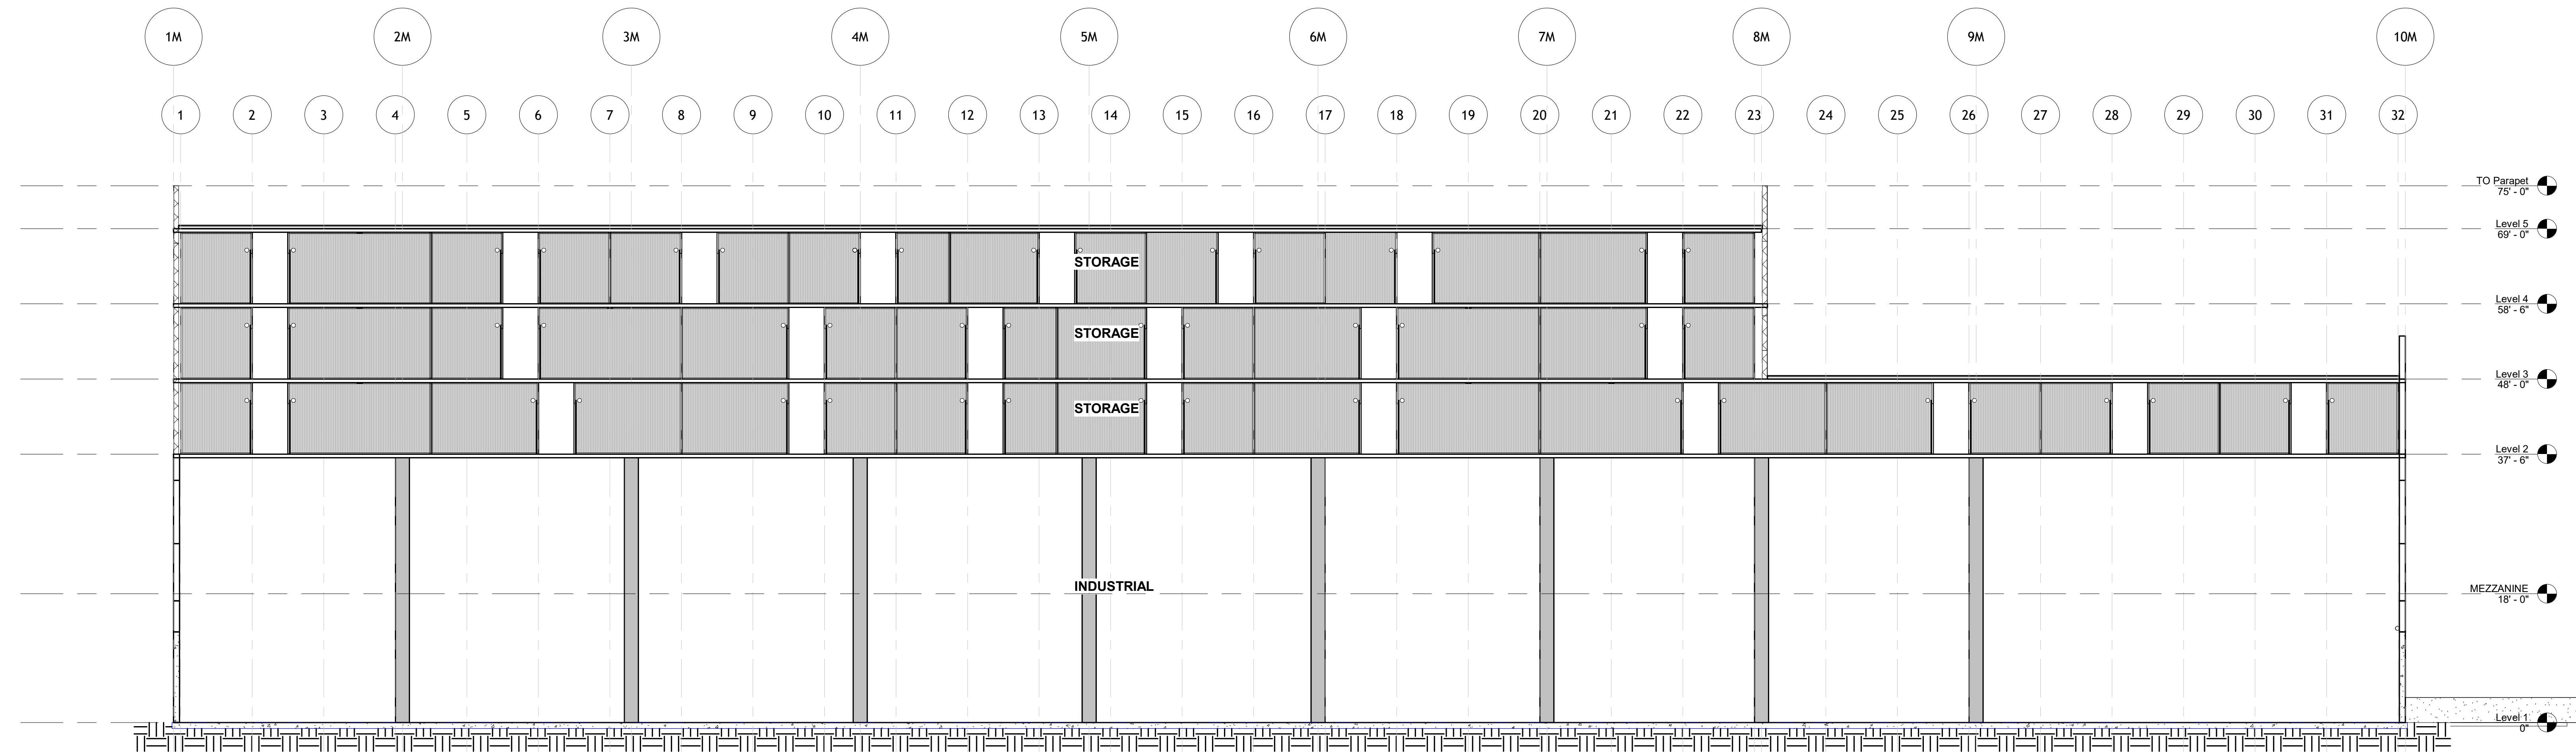 1M 2M 3M 4M 5M 6M 7M 8M 9M 10M
1 2 3 4 5 6 7 8 9 10 11 12 13 14 15 16 17 18 19 20 21 22 23 24 25 26 27 28 29 30 31 32
TO Parapet
75' - 0"
Level 5
69' - 0"
STORAGE
Level 4
58' - 6"
STORAGE
Level 3
48' - 0"
STORAGE
Level 2
37' - 6"
INDUSTRIAL
MEZZANINE
18' - 0"
Level 1
0"